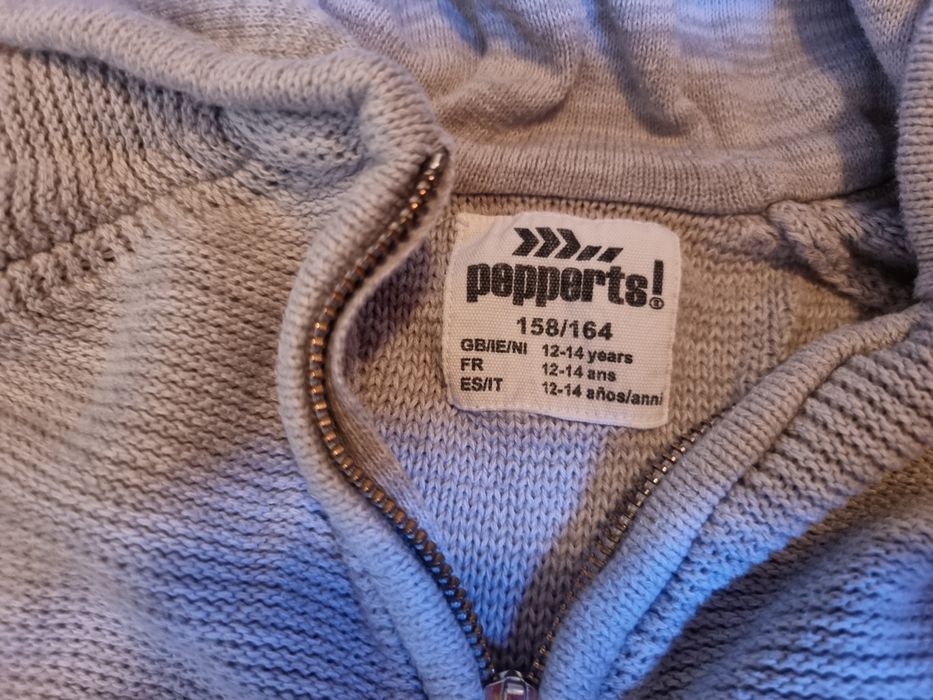 pepperts!®
158/164
GB/IE/NI 12-14 years
FR 12-14 ans
ES/IT 12-14 años/anni